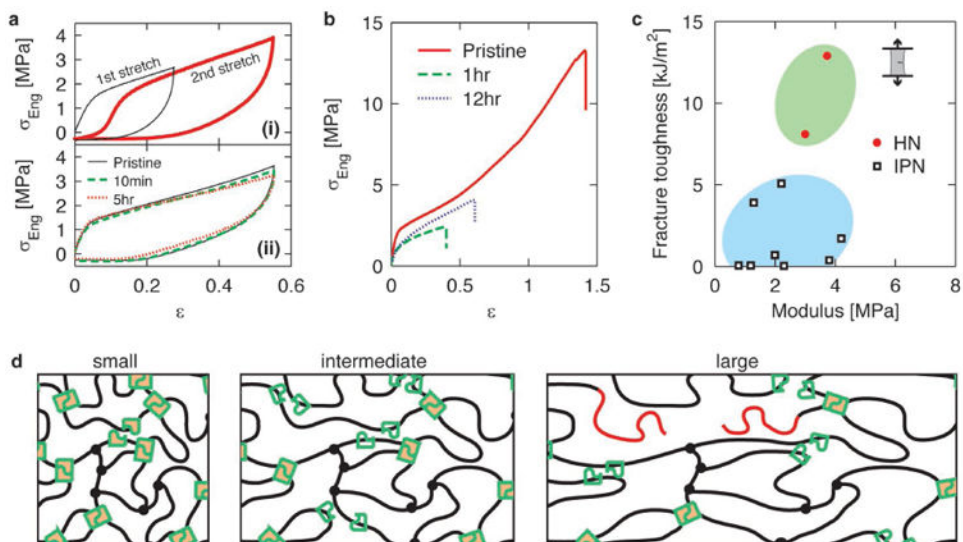 a
σEng [MPa]
4
3
2
1
0
1st stretch
2nd stretch
(i)
σEng [MPa]
4
3
2
1
0
Pristine
10min
5hr
(ii)
0
0.2
0.4
0.6
ε
b
σEng [MPa]
15
10
5
0
Pristine
1hr
12hr
0
0.5
1
1.5
ε
c
Fracture toughness [kJ/m²]
15
10
5
0
HN
IPN
0
2
4
6
8
Modulus [MPa]
d
small
intermediate
large